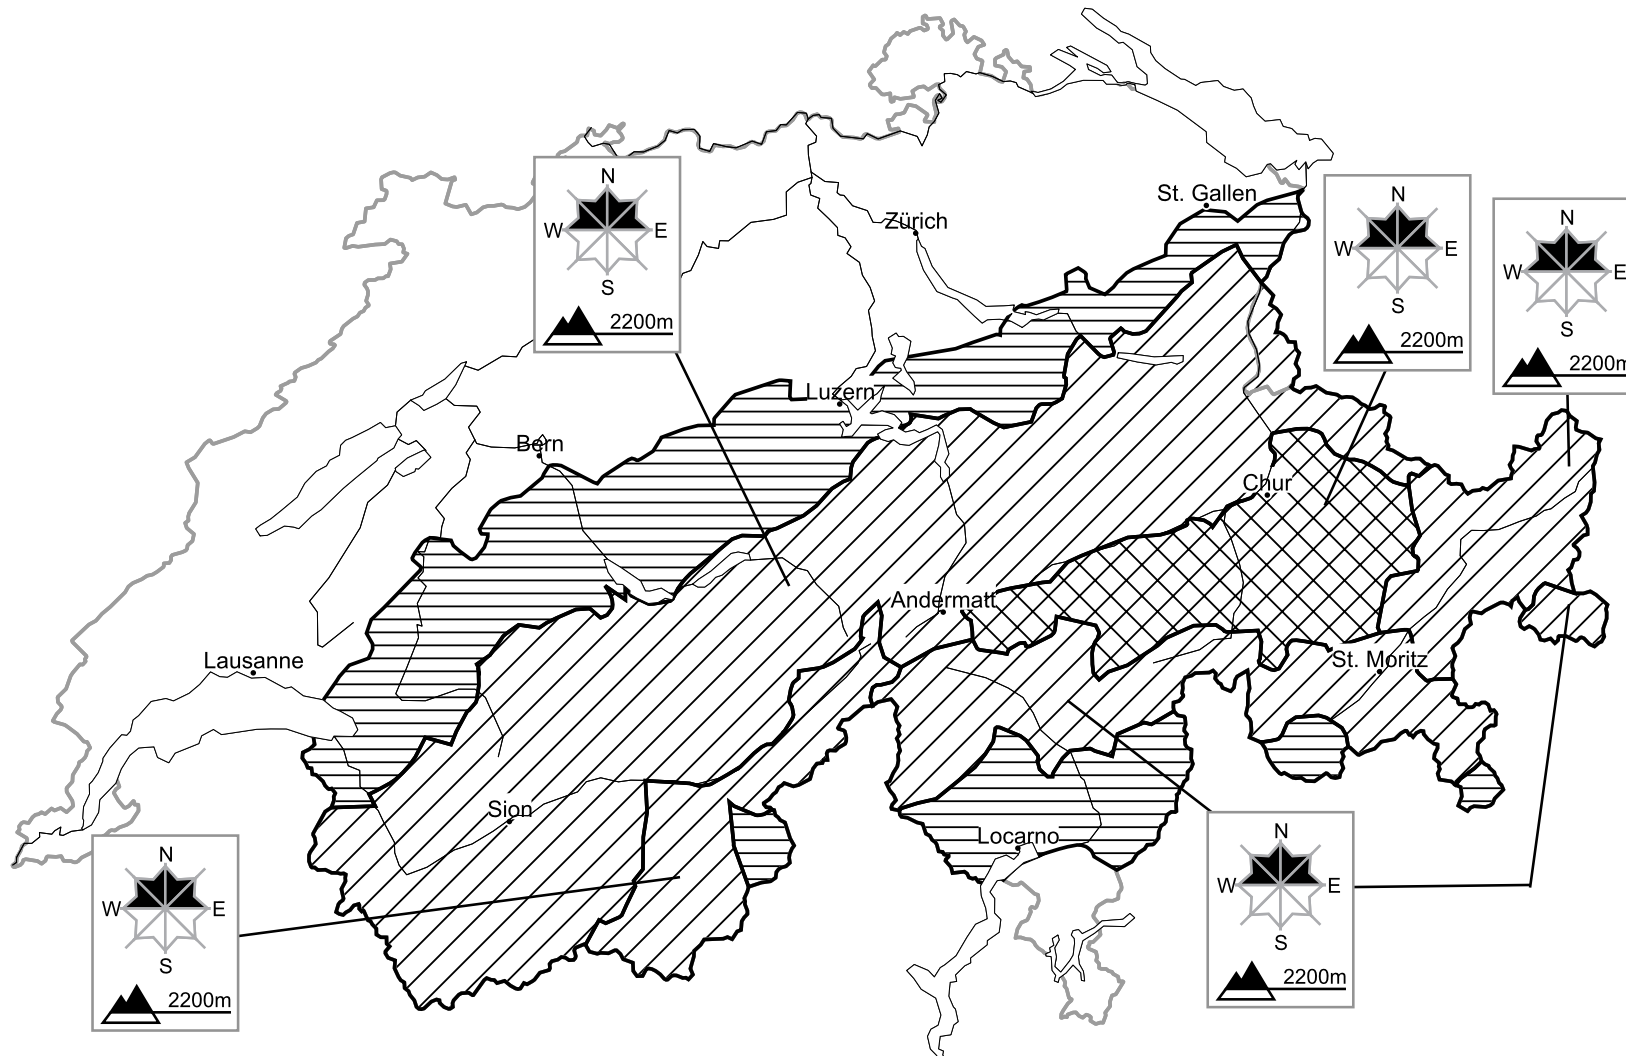 N
W E
S
2200m
St. Gallen
Zürich
N
W E
S
2200m
N
W E
S
2200m
Luzern
Bern
Chur
Andermatt
Lausanne
St. Moritz
Sion
Locarno
N
W E
S
2200m
N
W E
S
2200m